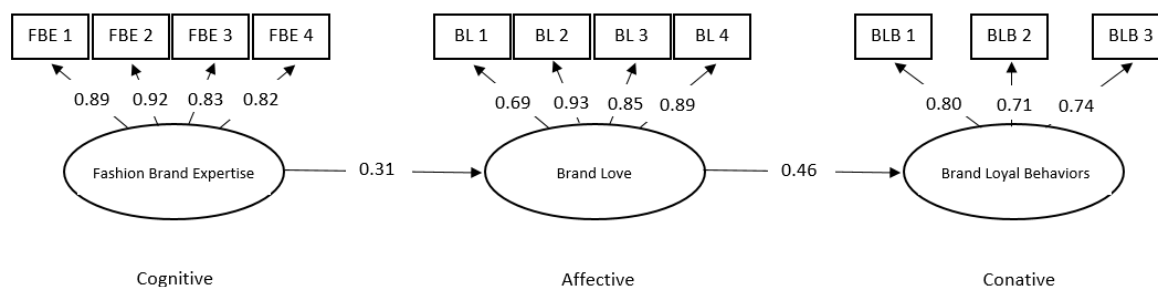 FBE 1 FBE 2 FBE 3 FBE 4 BL 1 BL 2 BL 3 BL 4 BLB 1 BLB 2 BLB 3
0.89 0.92 0.83 0.82 0.69 0.93 0.85 0.89 0.80 0.71 0.74
Fashion Brand Expertise 0.31 Brand Love 0.46 Brand Loyal Behaviors
Cognitive Affective Conative